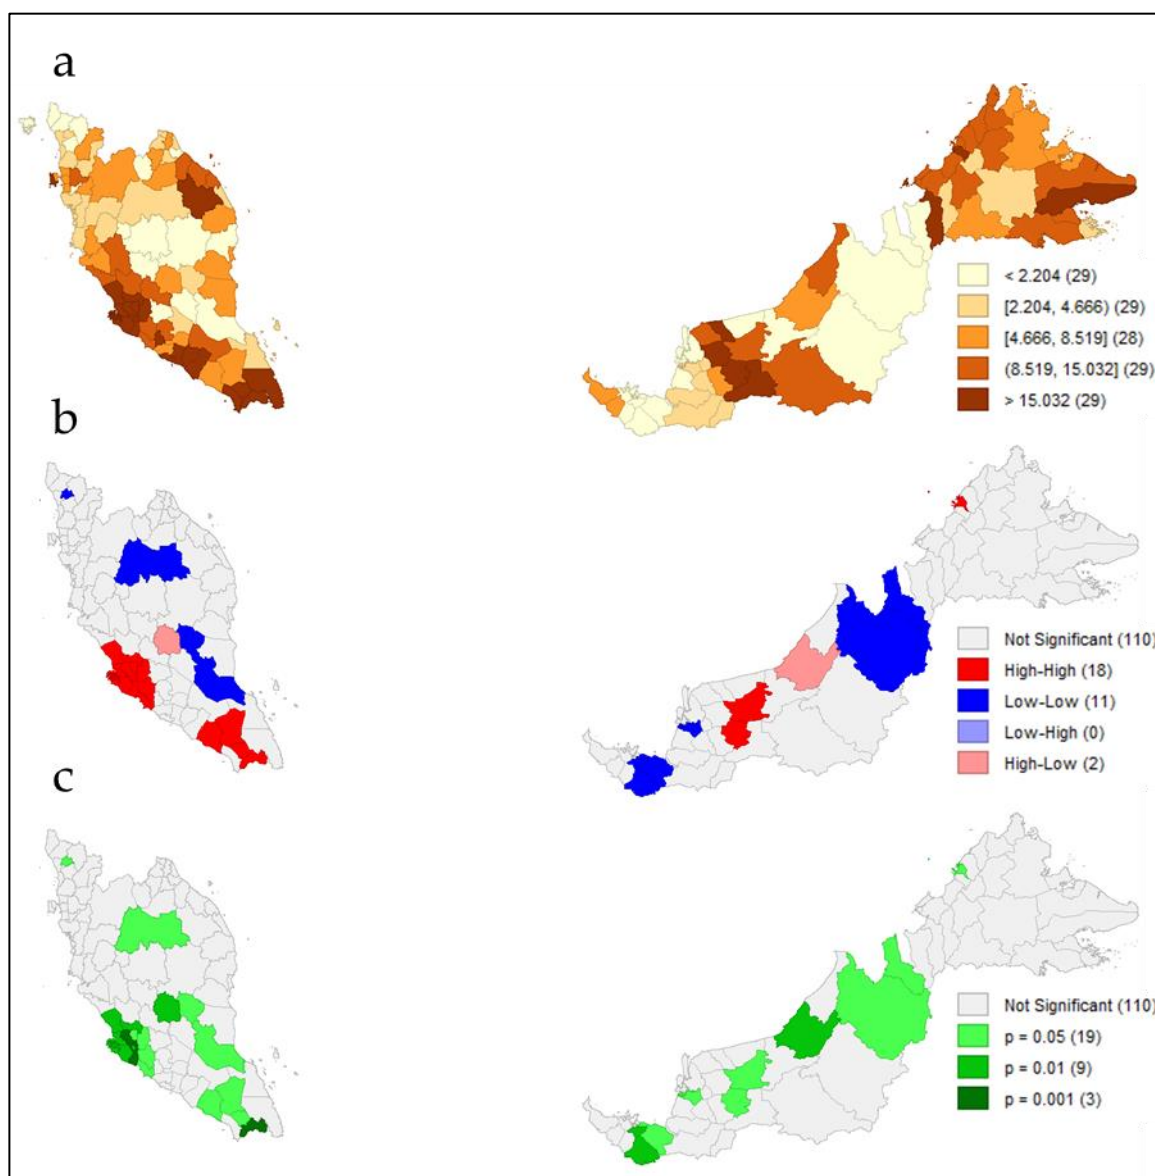 a
< 2.204 (29)
[2.204, 4.666) (29)
[4.666, 8.519] (28)
(8.519, 15.032] (29)
> 15.032 (29)
b
Not Significant (110)
High-High (18)
Low-Low (11)
Low-High (0)
High-Low (2)
c
Not Significant (110)
p = 0.05 (19)
p = 0.01 (9)
p = 0.001 (3)